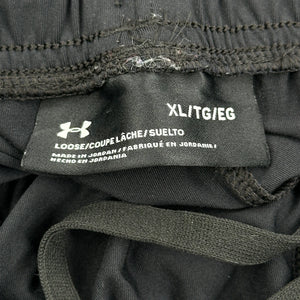 XL/TG/EG
LOOSE/COUPE LÂCHE/SUELTO
MADE IN JORDAN/FABRIQUÉ EN JORDANIE/
HECHO EN JORDANIA